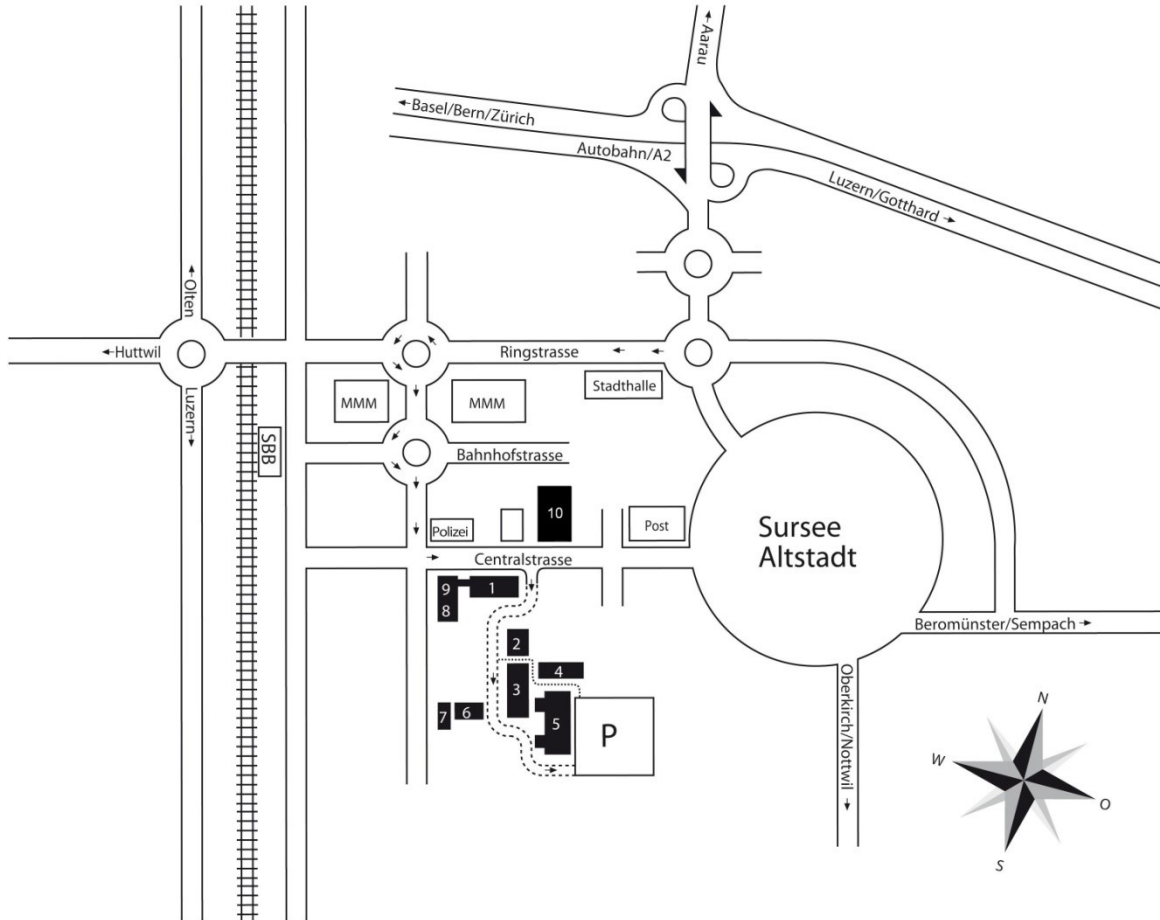 Aarau
Basel/Bern/Zürich
Autobahn/A2
Luzern/Gotthard
Olten
Huttwil
Ringstrasse
Stadthalle
Luzern
MMM
MMM
SBB
Bahnhofstrasse
10
Polizei
Post
Sursee
Altstadt
Centralstrasse
9
1
8
Beromünster/Sempach
2
4
3
Oberkirch/Nottwil
7
6
5
P
N
W
O
S